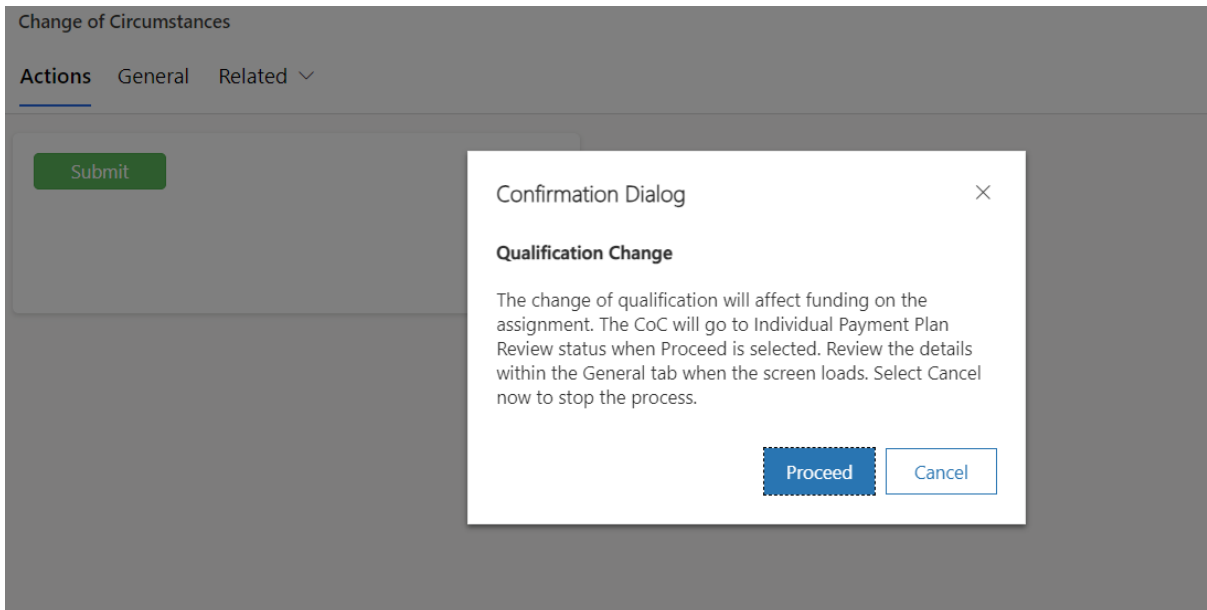 Change of Circumstances
Actions General Related
Submit
Confirmation Dialog
Qualification Change
The change of qualification will affect funding on the
assignment. The CoC will go to Individual Payment Plan
Review status when Proceed is selected. Review the details
within the General tab when the screen loads. Select Cancel
now to stop the process.
Proceed Cancel